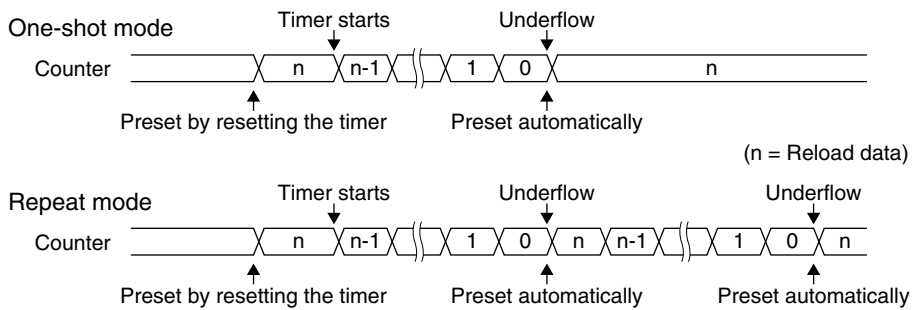 Timer starts Underflow
One-shot mode
Counter n n-1 1 0 n
Preset by resetting the timer Preset automatically
(n = Reload data)
Timer starts Underflow Underflow
Repeat mode
Counter n n-1 1 0 n n-1 1 0 n
Preset by resetting the timer Preset automatically Preset automatically